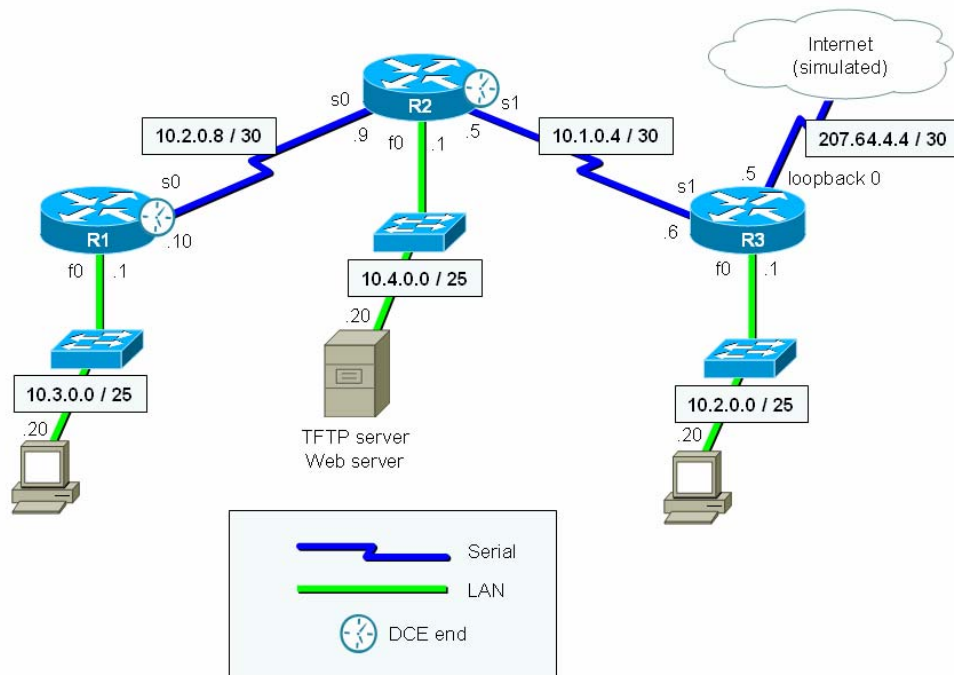 Internet
(simulated)
R2
s0
s1
10.2.0.8 / 30
.9
f0
.1
.5
10.1.0.4 / 30
207.64.4.4 / 30
.5
loopback 0
s0
R1
.10
f0
.1
s1
.6
R3
f0
.1
10.4.0.0 / 25
.20
10.3.0.0 / 25
.20
TFTP server
Web server
10.2.0.0 / 25
.20
Serial
LAN
DCE end